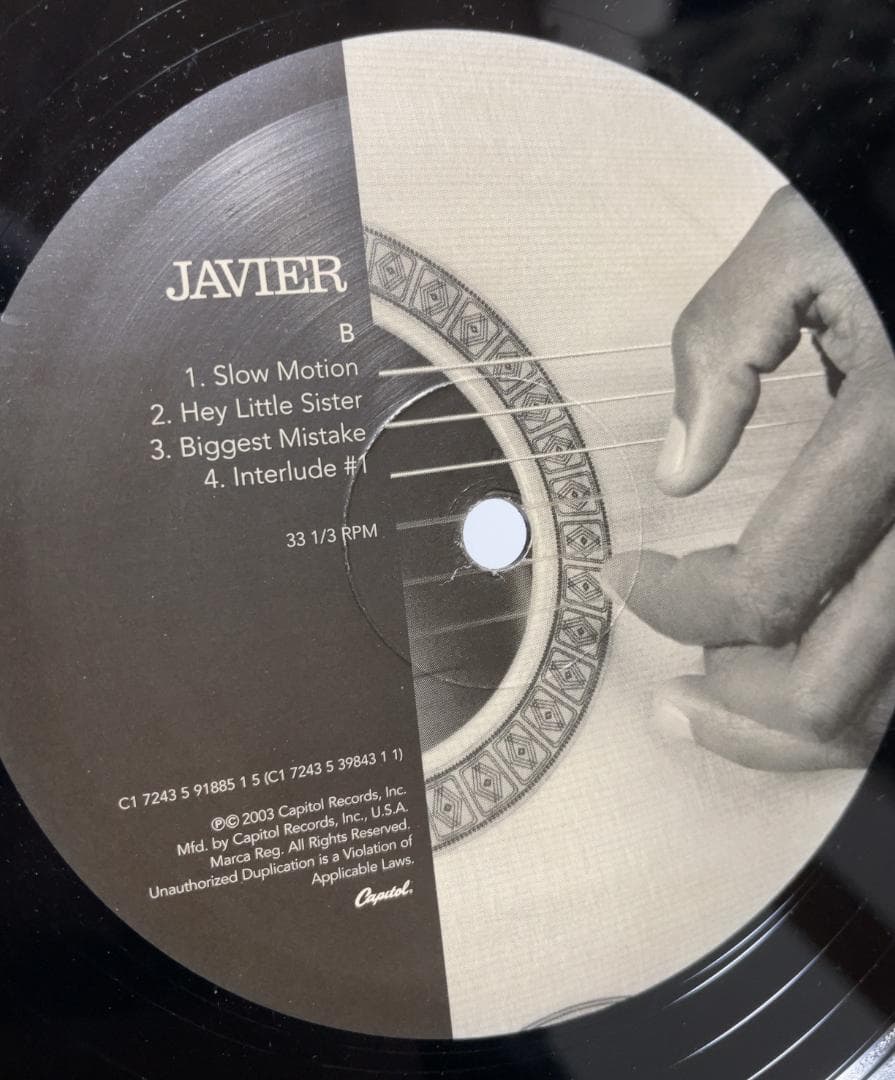 JAVIER
B
1. Slow Motion
2. Hey Little Sister
3. Biggest Mistake
4. Interlude #1
33 1/3 RPM
C1 7243 5 91885 1 5 (C1 7243 5 39843 1 1)
℗© 2003 Capitol Records, Inc.
Mfd. by Capitol Records, Inc., U.S.A.
Marca Reg. All Rights Reserved.
Unauthorized Duplication is a Violation of
Applicable Laws.
Capitol®